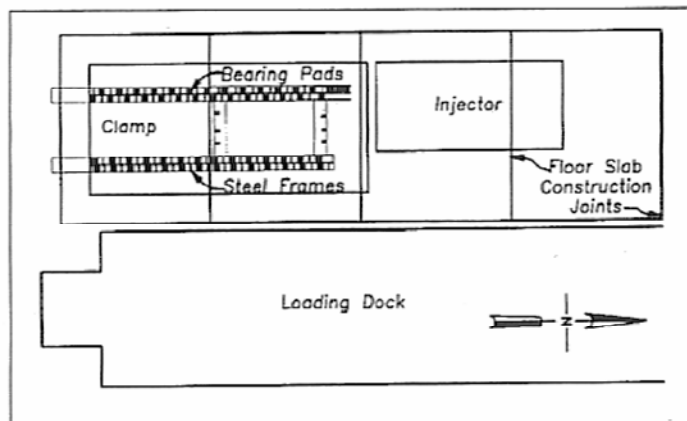 Bearing Pads
Injector
Clamp
Steel Frames
Floor Slab
Construction
Joints
Loading Dock
N